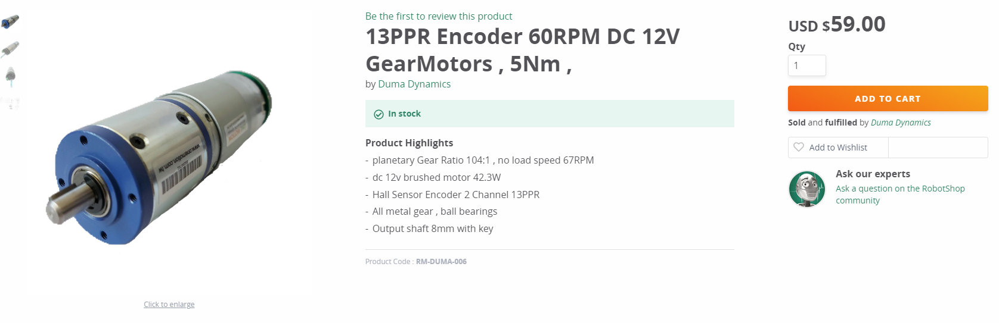 Be the first to review this product
13PPR Encoder 60RPM DC 12V
GearMotors , 5Nm ,
by Duma Dynamics
In stock
Product Highlights
- planetary Gear Ratio 104:1 , no load speed 67RPM
- dc 12v brushed motor 42.3W
- Hall Sensor Encoder 2 Channel 13PPR
- All metal gear , ball bearings
- Output shaft 8mm with key
Product Code : RM-DUMA-006
www.onemotion.com.tw
Click to enlarge
USD $59.00
Qty
1
ADD TO CART
Sold and fulfilled by Duma Dynamics
Add to Wishlist
Ask our experts
Ask a question on the RobotShop
community